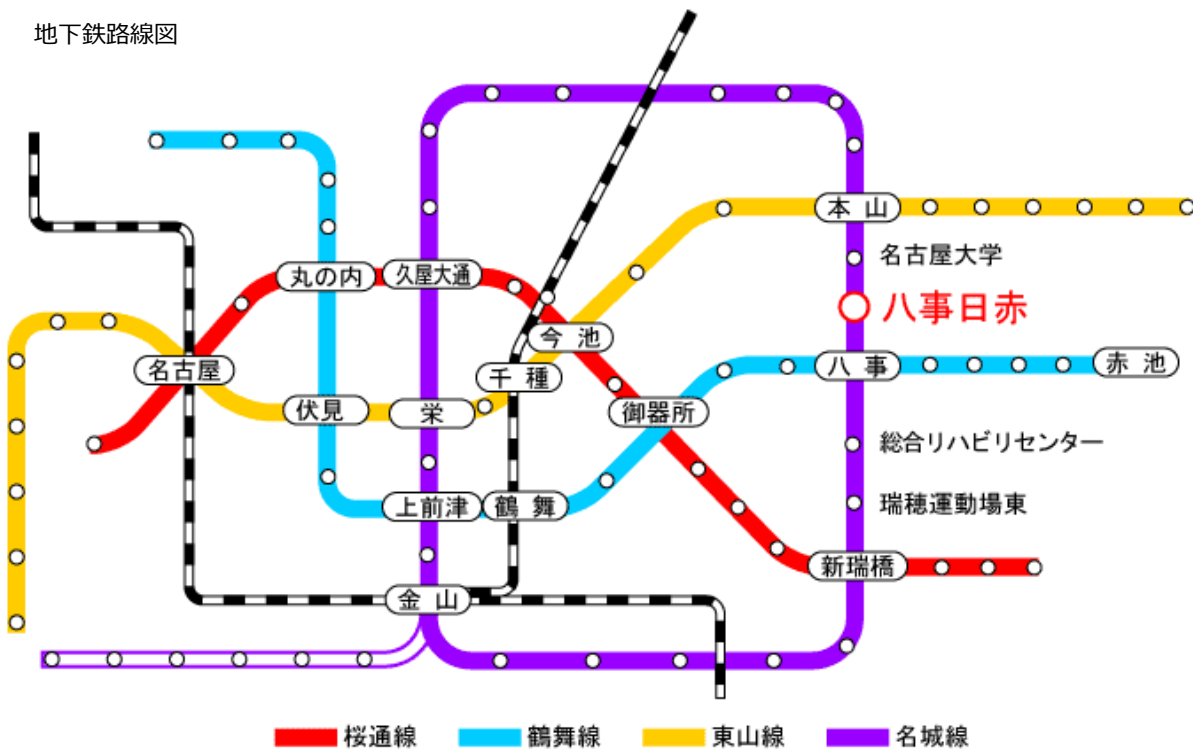 地下鉄路線図
本山
名古屋大学
丸の内
久屋大通
八事日赤
今池
名古屋
千種
八事
赤池
伏見
栄
御器所
総合リハビリセンター
上前津
鶴舞
瑞穂運動場東
新瑞橋
金山
桜通線
鶴舞線
東山線
名城線